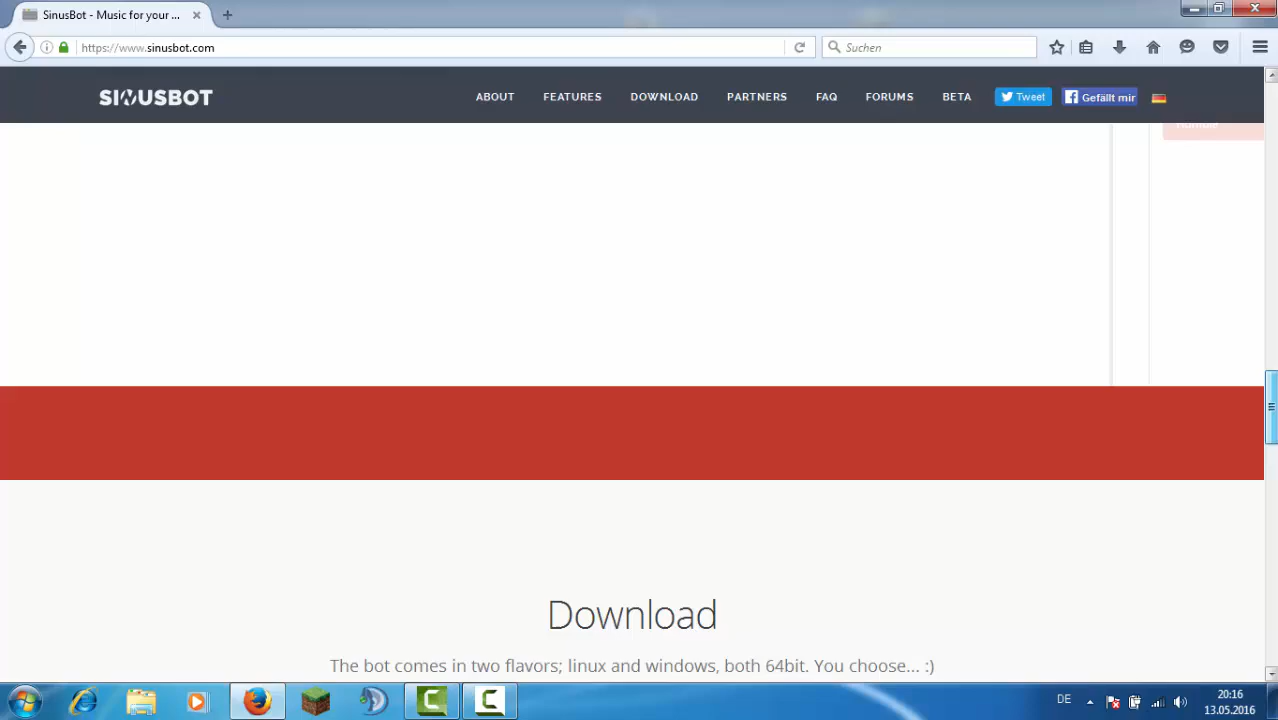 SinusBot - Music for your ...
https://www.sinusbot.com
Suchen
SINUSBOT
ABOUT FEATURES DOWNLOAD PARTNERS FAQ FORUMS BETA Tweet Gefällt mir
Download
The bot comes in two flavors; linux and windows, both 64bit. You choose... :)
DE
20:16
13.05.2016